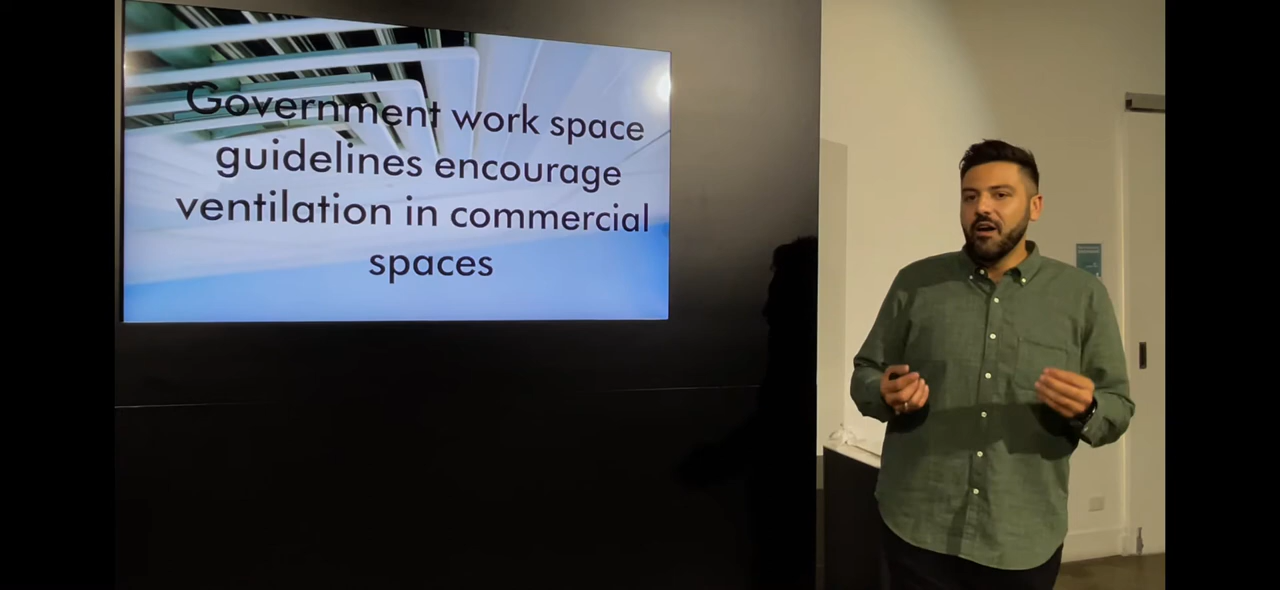 Government work space
guidelines encourage
ventilation in commercial
spaces